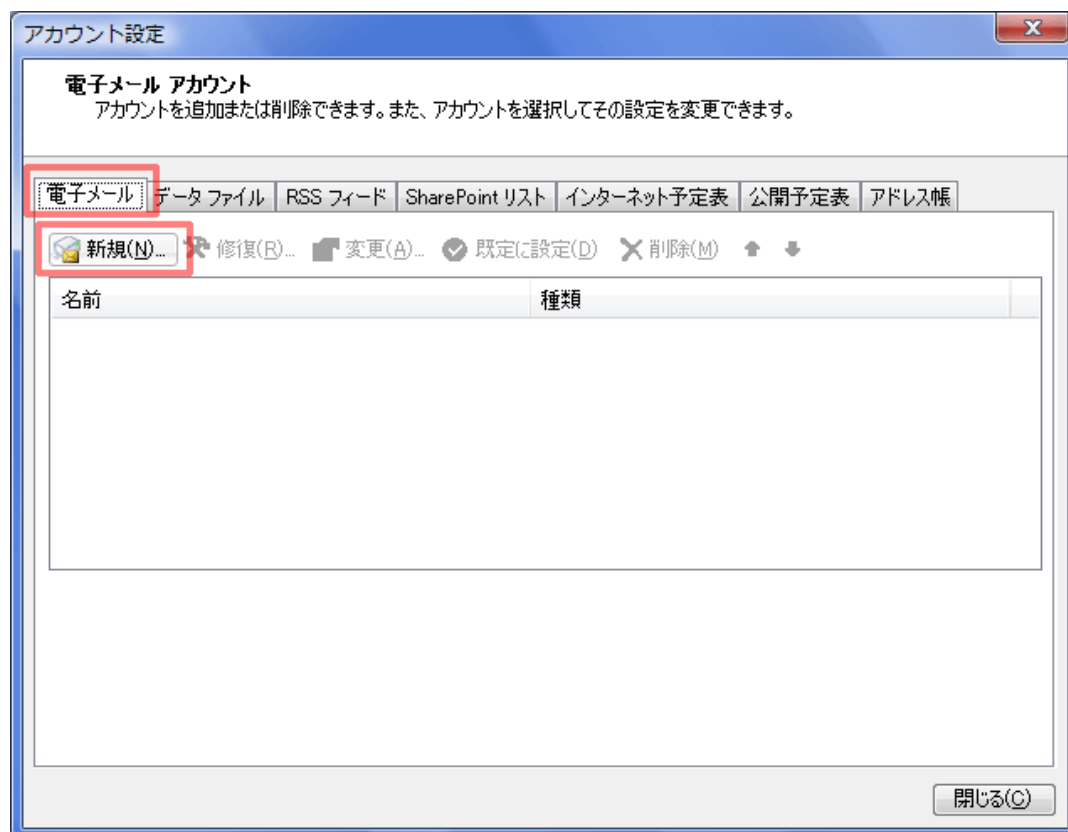 アカウント設定
電子メール アカウント
アカウントを追加または削除できます。また、アカウントを選択してその設定を変更できます。
電子メール データ ファイル RSS フィード SharePoint リスト インターネット予定表 公開予定表 アドレス帳
新規(N)... 修復(R)... 変更(A)... 既定に設定(D) 削除(M)
名前 種類
閉じる(C)